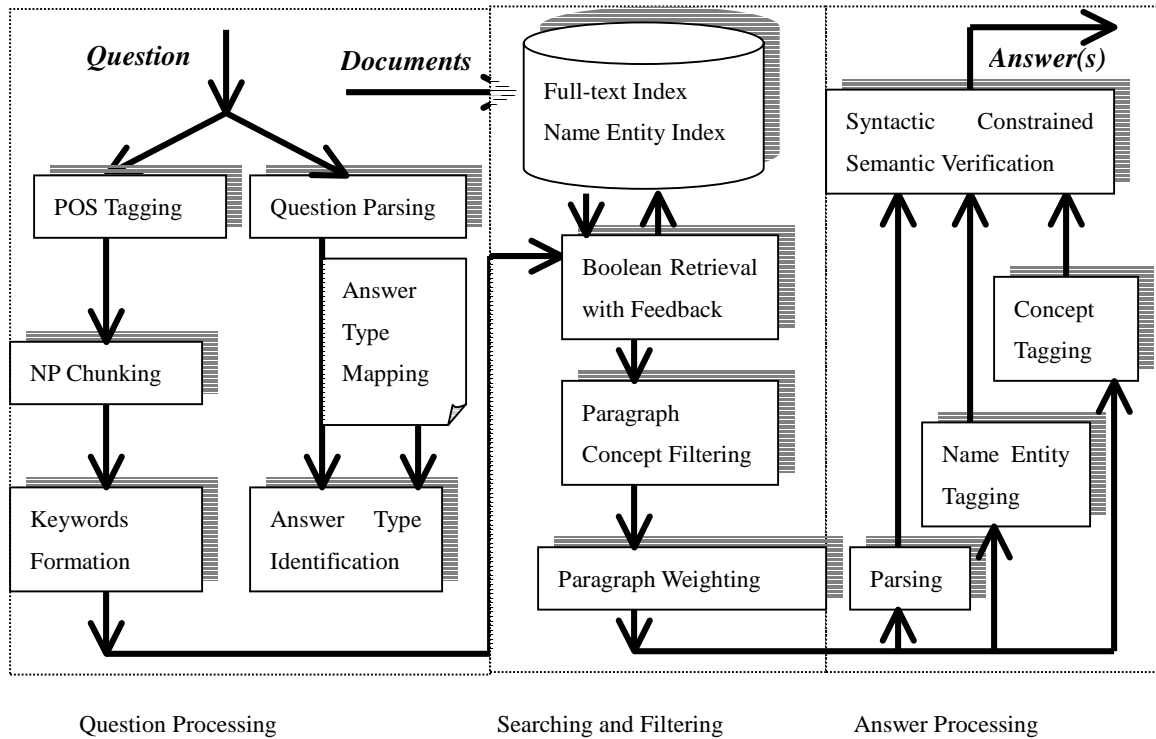 Question
Documents
Answer(s)
Full-text Index
Name Entity Index
Syntactic Constrained
Semantic Verification
POS Tagging
Question Parsing
Boolean Retrieval
with Feedback
Answer
Type
Mapping
Concept
Tagging
NP Chunking
Paragraph
Concept Filtering
Name Entity
Tagging
Keywords
Formation
Answer Type
Identification
Paragraph Weighting
Parsing
Question Processing
Searching and Filtering
Answer Processing